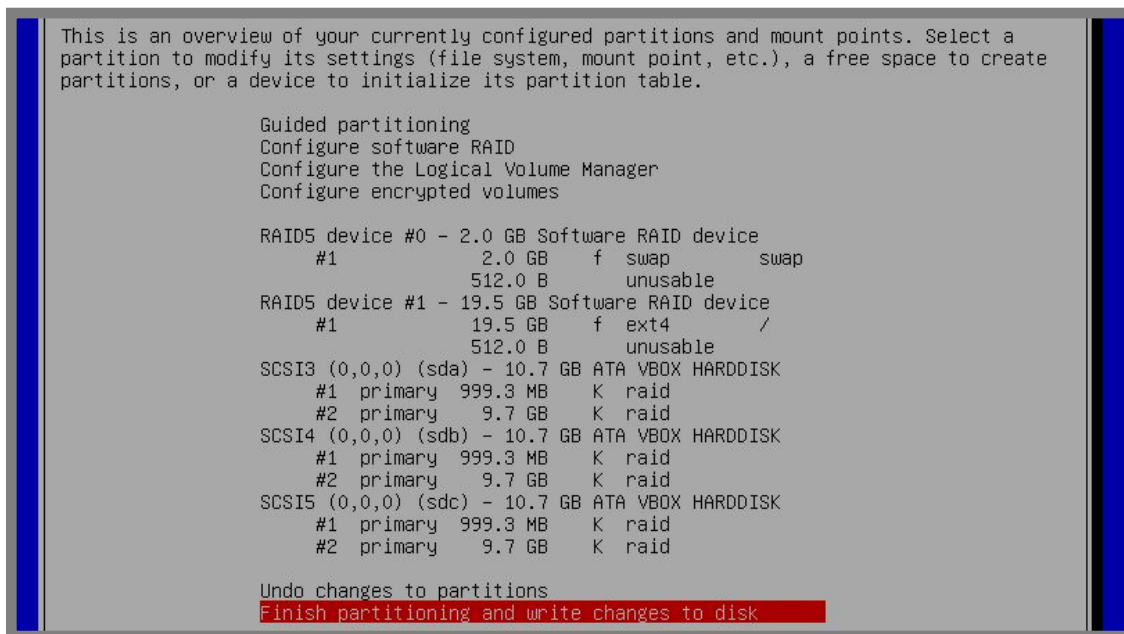 This is an overview of your currently configured partitions and mount points. Select a
partition to modify its settings (file system, mount point, etc.), a free space to create
partitions, or a device to initialize its partition table.
Guided partitioning
Configure software RAID
Configure the Logical Volume Manager
Configure encrypted volumes
RAID5 device #0 - 2.0 GB Software RAID device
#1 2.0 GB f swap swap
512.0 B unusable
RAID5 device #1 - 19.5 GB Software RAID device
#1 19.5 GB f ext4 /
512.0 B unusable
SCSI3 (0,0,0) (sda) - 10.7 GB ATA VBOX HARDDISK
#1 primary 999.3 MB K raid
#2 primary 9.7 GB K raid
SCSI4 (0,0,0) (sdb) - 10.7 GB ATA VBOX HARDDISK
#1 primary 999.3 MB K raid
#2 primary 9.7 GB K raid
SCSI5 (0,0,0) (sdc) - 10.7 GB ATA VBOX HARDDISK
#1 primary 999.3 MB K raid
#2 primary 9.7 GB K raid
Undo changes to partitions
Finish partitioning and write changes to disk